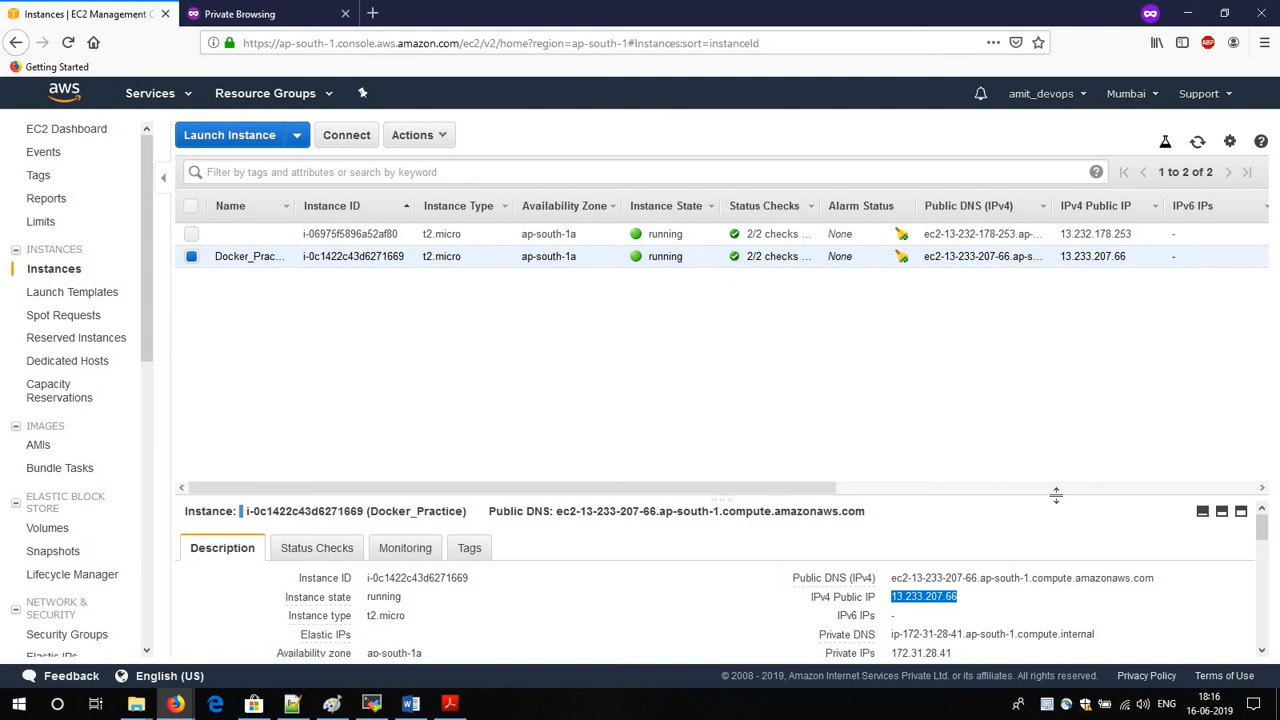 Instances | EC2 Management C
Private Browsing
https://ap-south-1.console.aws.amazon.com/ec2/v2/home?region=ap-south-1#Instances:sort=instanceId
Getting Started
aws
Services
Resource Groups
amit_devops
Mumbai
Support
EC2 Dashboard
Events
Tags
Reports
Limits
INSTANCES
Instances
Launch Templates
Spot Requests
Reserved Instances
Dedicated Hosts
Capacity
Reservations
IMAGES
AMIs
Bundle Tasks
ELASTIC BLOCK
STORE
Volumes
Snapshots
Lifecycle Manager
NETWORK &
SECURITY
Security Groups
Elastic IPs
Launch Instance
Connect
Actions
Filter by tags and attributes or search by keyword
1 to 2 of 2
Name Instance ID Instance Type Availability Zone Instance State Status Checks Alarm Status Public DNS (IPv4) IPv4 Public IP IPv6 IPs
i-06975f5896a52af80 t2.micro ap-south-1a running 2/2 checks ... None ec2-13-232-178-253.ap-... 13.232.178.253 -
Docker_Prac... i-0c1422c43d6271669 t2.micro ap-south-1a running 2/2 checks ... None ec2-13-233-207-66.ap-s... 13.233.207.66 -
Instance: i-0c1422c43d6271669 (Docker_Practice) Public DNS: ec2-13-233-207-66.ap-south-1.compute.amazonaws.com
Description Status Checks Monitoring Tags
Instance ID i-0c1422c43d6271669 Public DNS (IPv4) ec2-13-233-207-66.ap-south-1.compute.amazonaws.com
Instance state running IPv4 Public IP 13.233.207.66
Instance type t2.micro IPv6 IPs -
Elastic IPs Private DNS ip-172-31-28-41.ap-south-1.compute.internal
Availability zone ap-south-1a Private IPs 172.31.28.41
Feedback
English (US)
© 2008 - 2019, Amazon Internet Services Private Ltd. or its affiliates. All rights reserved.
Privacy Policy
Terms of Use
ENG
18:16
16-06-2019